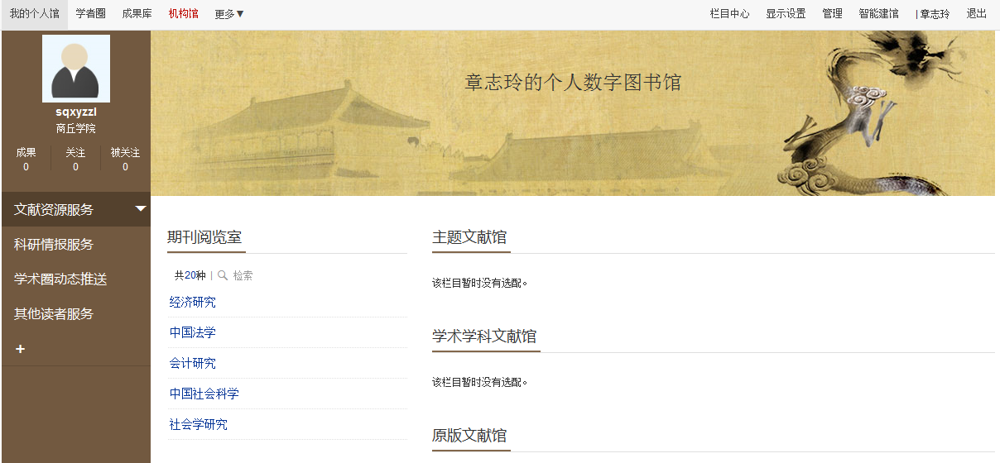 我的个人馆 学者圈 成果库 机构馆 更多▼ 栏目中心 显示设置 管理 智能建馆 | 章志玲 退出
章志玲的个人数字图书馆
sqxyzzl
商丘学院
成果 关注 被关注
0 0 0
文献资源服务
科研情报服务
学术圈动态推送
其他读者服务
+
期刊阅览室
共20种 | 检索
经济研究
中国法学
会计研究
中国社会科学
社会学研究
主题文献馆
该栏目暂时没有选配。
学术学科文献馆
该栏目暂时没有选配。
原版文献馆